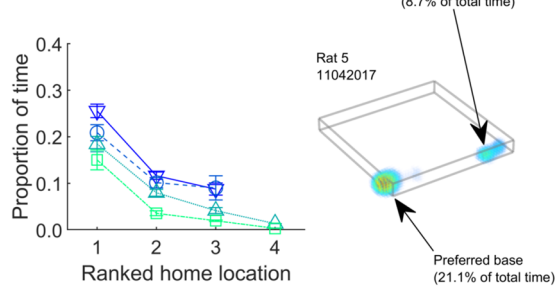 (8.7% of total time)
Rat 5
11042017
0.4
0.3
0.2
0.1
0.0
Proportion of time
1 2 3 4
Ranked home location
Preferred base
(21.1% of total time)